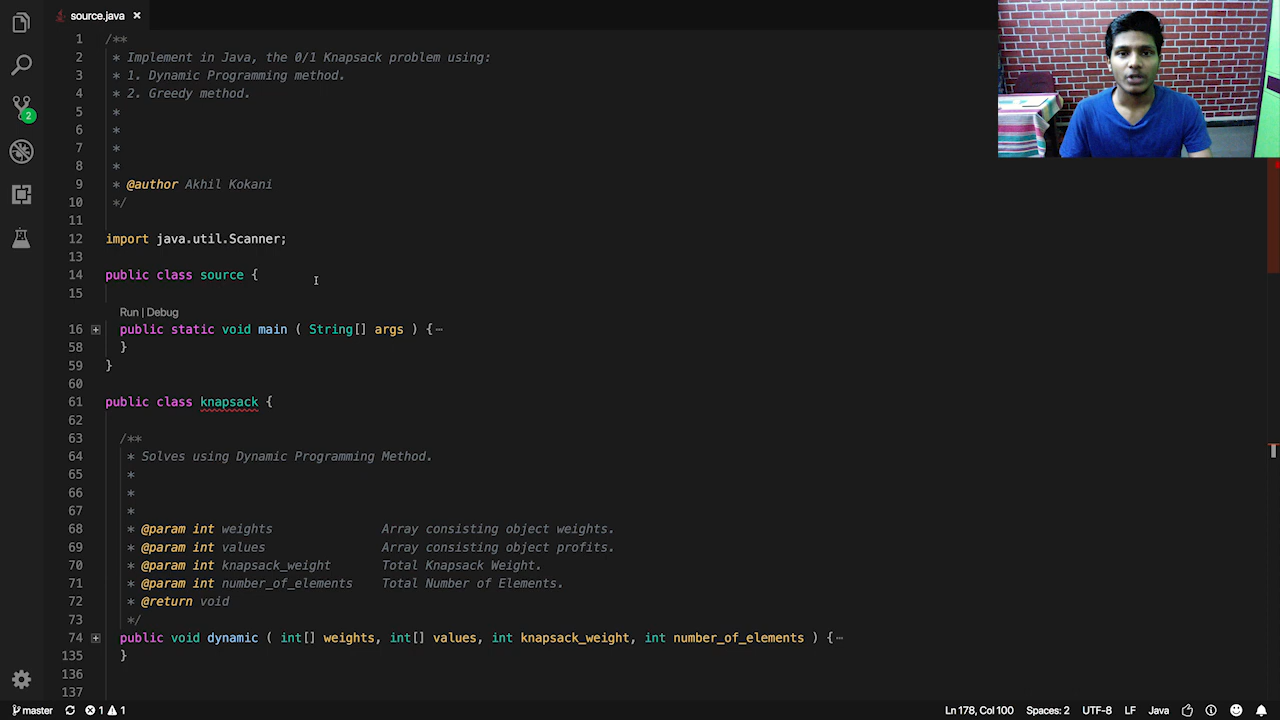 source.java ×
1 /**
2 * Implement in Java, the problem using:
3 * 1. Dynamic Programming method.
4 * 2. Greedy method.
5 *
6 *
7 *
8 *
9 * @author Akhil Kokani
10 */
11
12 import java.util.Scanner;
13
14 public class source {
15
Run | Debug
16 public static void main ( String[] args ) {⋯
58 }
59 }
60
61 public class knapsack {
62
63 /**
64 * Solves using Dynamic Programming Method.
65 *
66 *
67 *
68 * @param int weights Array consisting object weights.
69 * @param int values Array consisting object profits.
70 * @param int knapsack_weight Total Knapsack Weight.
71 * @param int number_of_elements Total Number of Elements.
72 * @return void
73 */
74 public void dynamic ( int[] weights, int[] values, int knapsack_weight, int number_of_elements ) {⋯
135 }
136
137
2
master 1 1 Ln 178, Col 100 Spaces: 2 UTF-8 LF Java